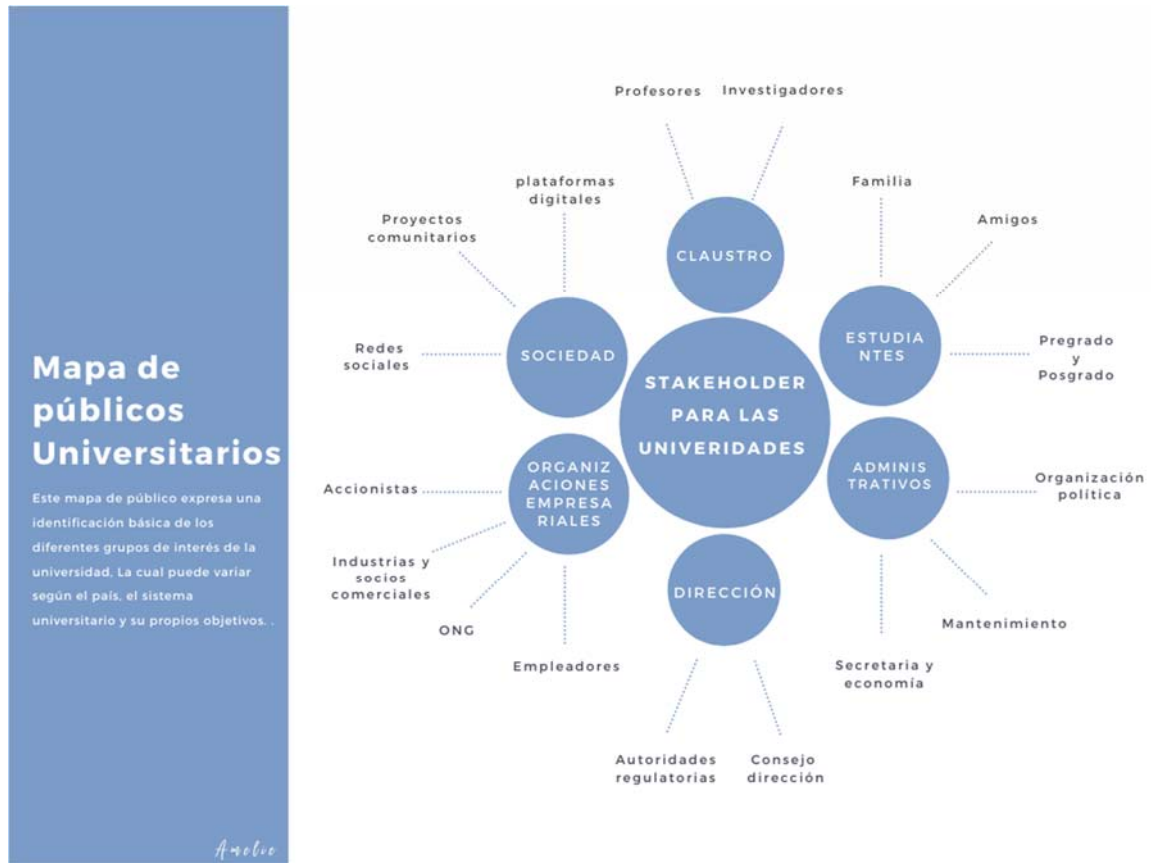 Mapa de
públicos
Universitarios
Este mapa de público expresa una
identificación básica de los
diferentes grupos de interés de la
universidad, La cual puede variar
según el país, el sistema
universitario y su propios objetivos. .
Amelie
Profesores
Investigadores
plataformas
digitales
Proyectos
comunitarios
Redes
sociales
Familia
Amigos
Pregrado
y
Posgrado
CLAUSTRO
SOCIEDAD
ESTUDIA
NTES
STAKEHOLDER
PARA LAS
UNIVERIDADES
ORGANIZ
ACIONES
EMPRESA
RIALES
ADMINIS
TRATIVOS
DIRECCIÓN
Accionistas
Industrias y
socios
comerciales
ONG
Empleadores
Organización
política
Mantenimiento
Secretaria y
economía
Autoridades
regulatorias
Consejo
dirección